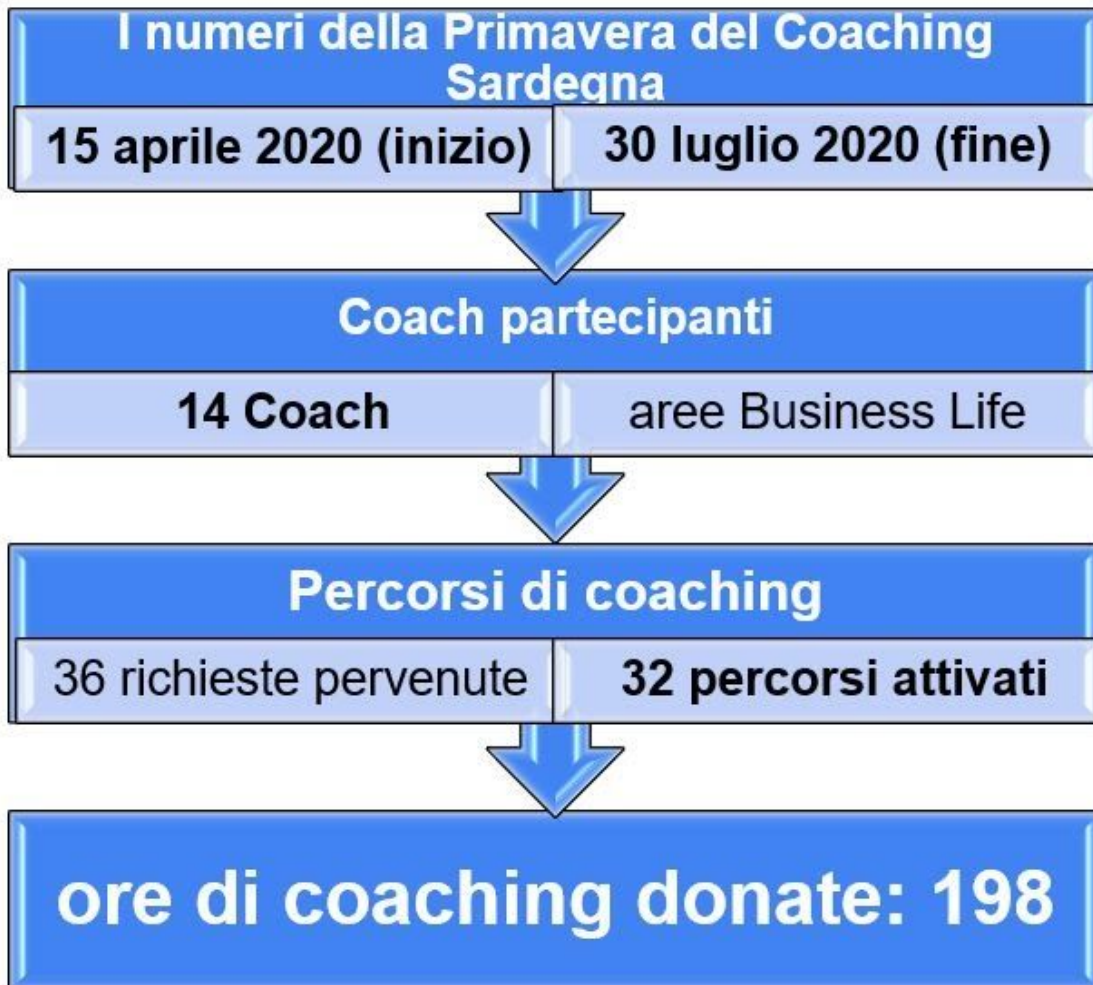 I numeri della Primavera del Coaching
Sardegna
15 aprile 2020 (inizio)
30 luglio 2020 (fine)
Coach partecipanti
14 Coach
aree Business Life
Percorsi di coaching
36 richieste pervenute
32 percorsi attivati
ore di coaching donate: 198